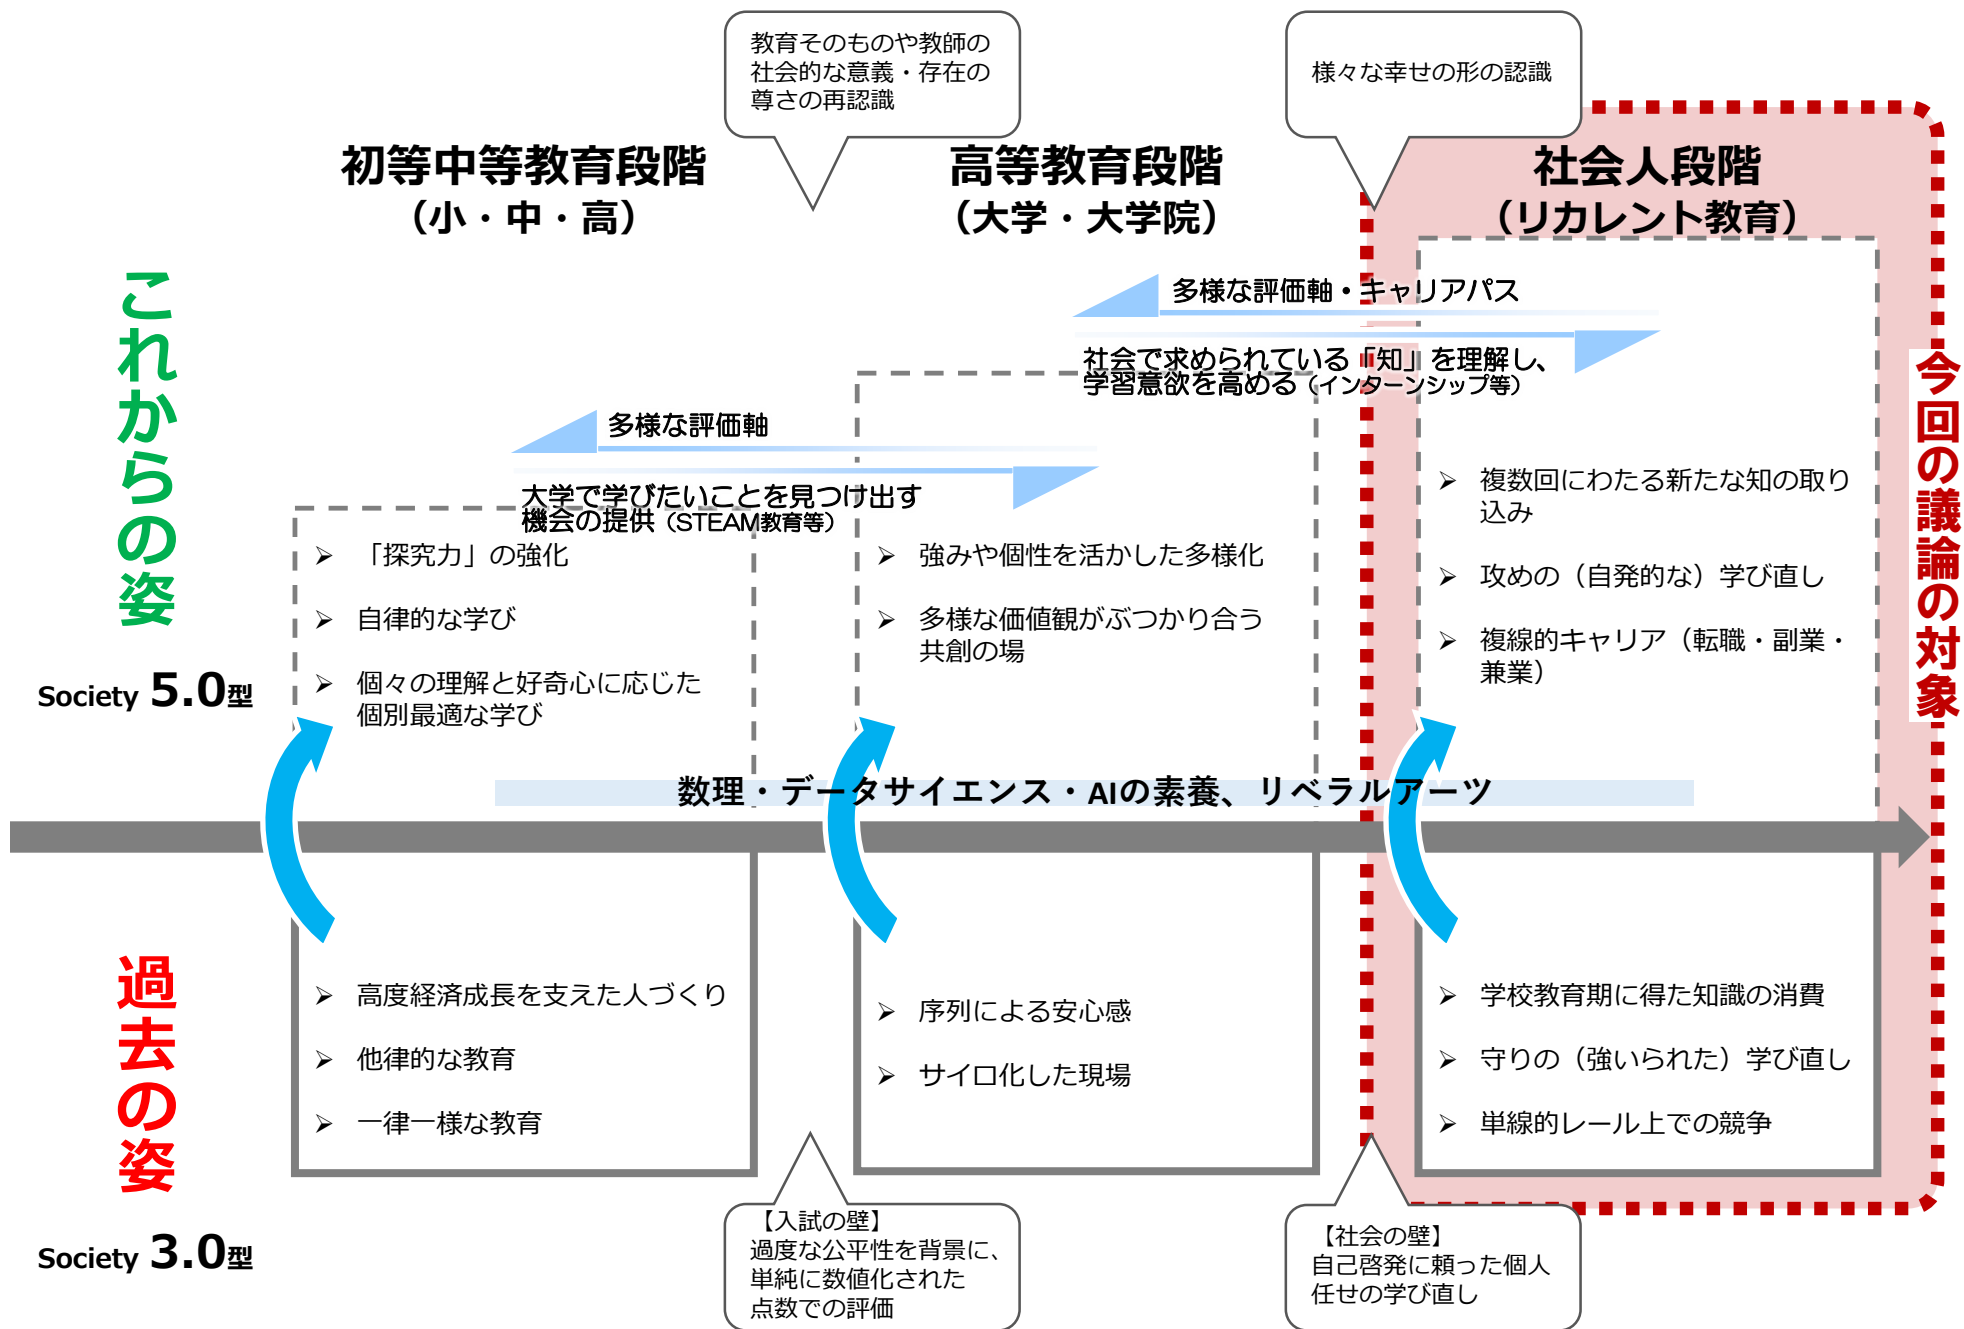 教育そのものや教師の
社会的な意義・存在の
尊さの再認識
様々な幸せの形の認識
初等中等教育段階
（小・中・高）
高等教育段階
（大学・大学院）
社会人段階
（リカレント教育）
これからの姿
Society 5.0型
多様な評価軸・キャリアパス
社会で求められている「知」を理解し、
学習意欲を高める（インターンシップ等）
多様な評価軸
大学で学びたいことを見つけ出す
機会の提供（STEAM教育等）
➢ 「探究力」の強化
➢ 自律的な学び
➢ 個々の理解と好奇心に応じた
個別最適な学び
➢ 強みや個性を活かした多様化
➢ 多様な価値観がぶつかり合う
共創の場
➢ 複数回にわたる新たな知の取り
込み
➢ 攻めの（自発的な）学び直し
➢ 複線的キャリア（転職・副業・
兼業）
今回の議論の対象
数理・データサイエンス・AIの素養、リベラルアーツ
過去の姿
Society 3.0型
➢ 高度経済成長を支えた人づくり
➢ 他律的な教育
➢ 一律一様な教育
➢ 序列による安心感
➢ サイロ化した現場
➢ 学校教育期に得た知識の消費
➢ 守りの（強いられた）学び直し
➢ 単線的レール上での競争
【入試の壁】
過度な公平性を背景に、
単純に数値化された
点数での評価
【社会の壁】
自己啓発に頼った個人
任せの学び直し